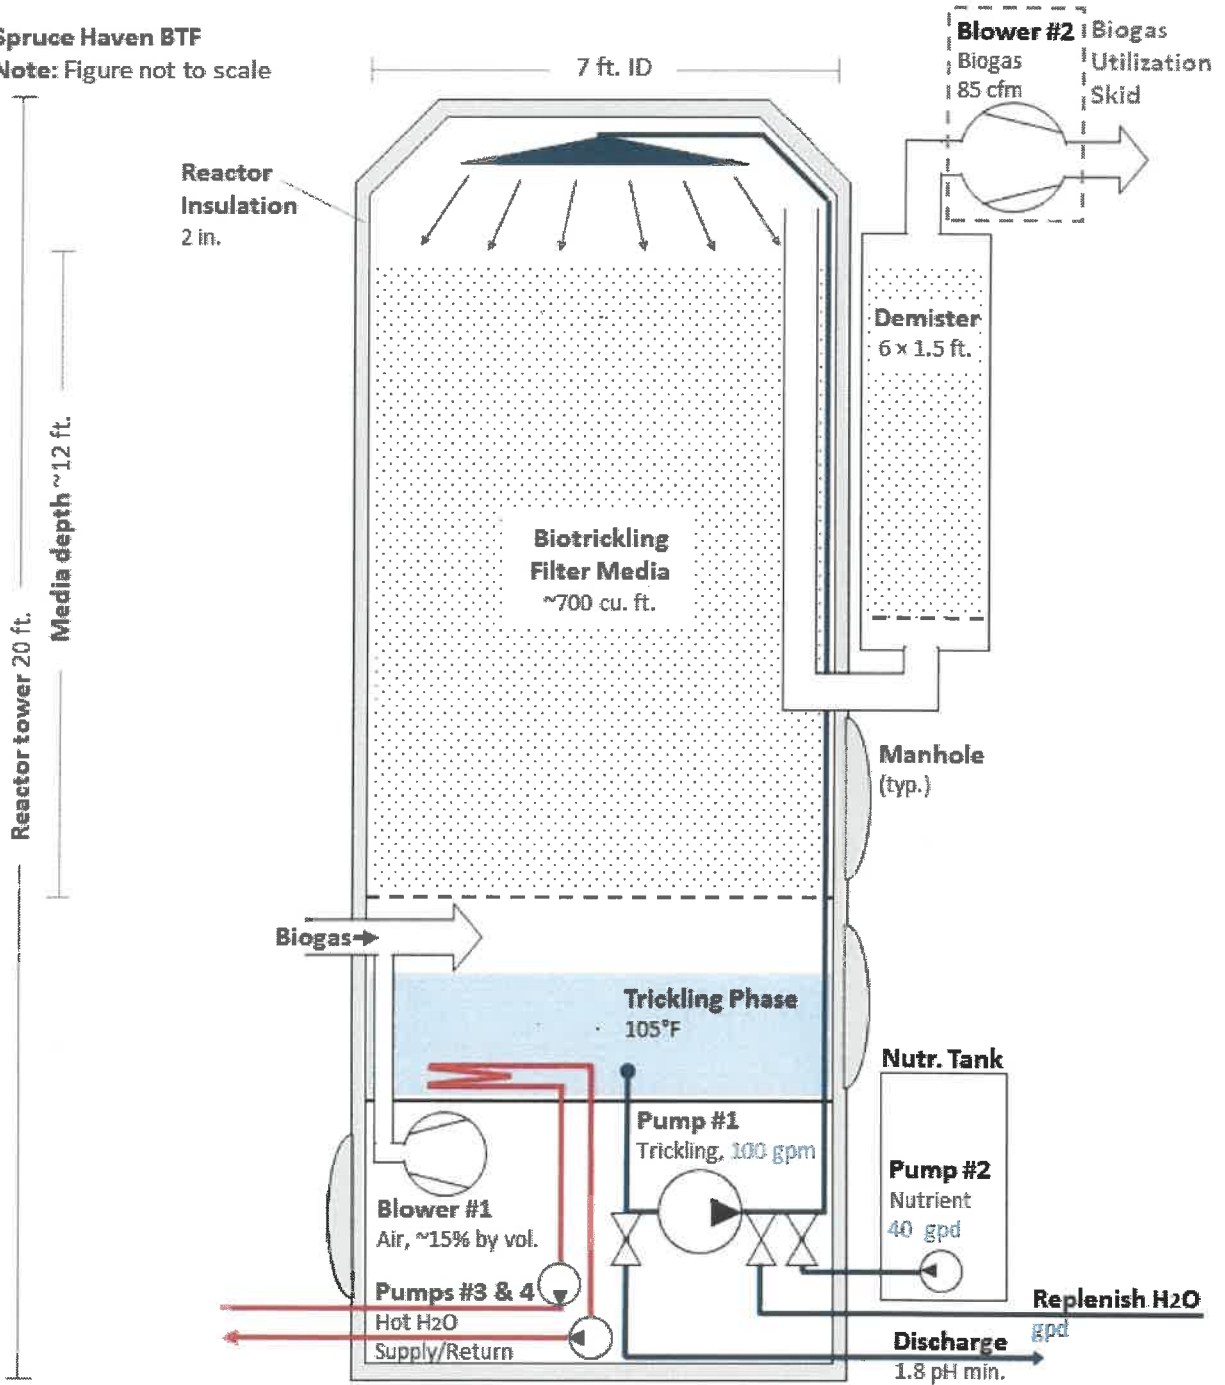 Spruce Haven BTF
Note: Figure not to scale
7 ft. ID
Blower #2
Biogas
85 cfm
Biogas
Utilization
Skid
Reactor
Insulation
2 in.
Demister
6 × 1.5 ft.
Media depth ~12 ft.
Reactor tower 20 ft.
Biotrickling
Filter Media
~700 cu. ft.
Manhole
(typ.)
Biogas
Trickling Phase
105°F
Nutr. Tank
Pump #1
Trickling, 100 gpm
Pump #2
Nutrient
40 gpd
Blower #1
Air, ~15% by vol.
Pumps #3 & 4
Hot H2O
Supply/Return
Replenish H2O
gpd
Discharge
1.8 pH min.